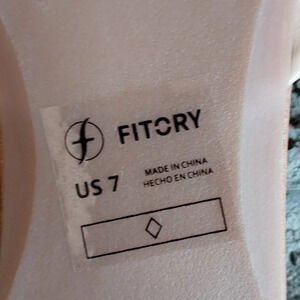 FITORY
US 7
MADE IN CHINA
HECHO EN CHINA